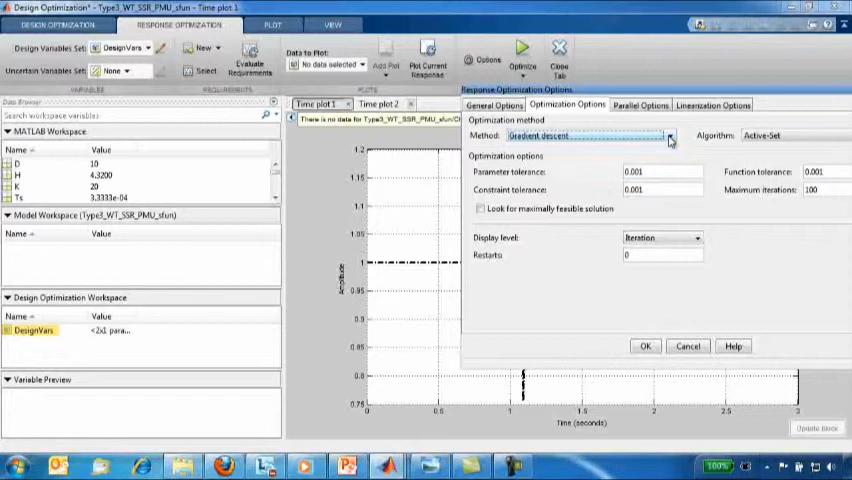 Design Optimization* - Type3_WT_SSR_PMU_sfun - Time plot 1
DESIGN OPTIMIZATION RESPONSE OPTIMIZATION PLOT VIEW
Design Variables Set: DesignVars New Evaluate Requirements Data to Plot: No data selected Add Plot Plot Current Response Options Optimize Close Tab
Uncertain Variables Set: None Select
VARIABLES REQUIREMENTS PLOTS
Response Optimization Options
Data Browser
Search workspace variables
MATLAB Workspace
Name Value
D 10
H 4.3200
K 20
Ts 3.3333e-04
Model Workspace (Type3_WT_SSR_PMU_sfun)
Name Value
Design Optimization Workspace
Name Value
DesignVars <2x1 para...
Variable Preview
Time plot 1 Time plot 2
There is no data for Type3_WT_SSR_PMU_sfun/C
1.2
1.15
1.1
1.05
1
0.95
0.9
0.85
0.8
0.75
Amplitude
0 0.5 1 1.5 2 2.5 3
Time (seconds)
General Options Optimization Options Parallel Options Linearization Options
Optimization method
Method: Gradient descent Algorithm: Active-Set
Optimization options
Parameter tolerance: 0.001 Function tolerance: 0.001
Constraint tolerance: 0.001 Maximum iterations: 100
Look for maximally feasible solution
Display level: Iteration
Restarts: 0
OK Cancel Help
Update block
100%